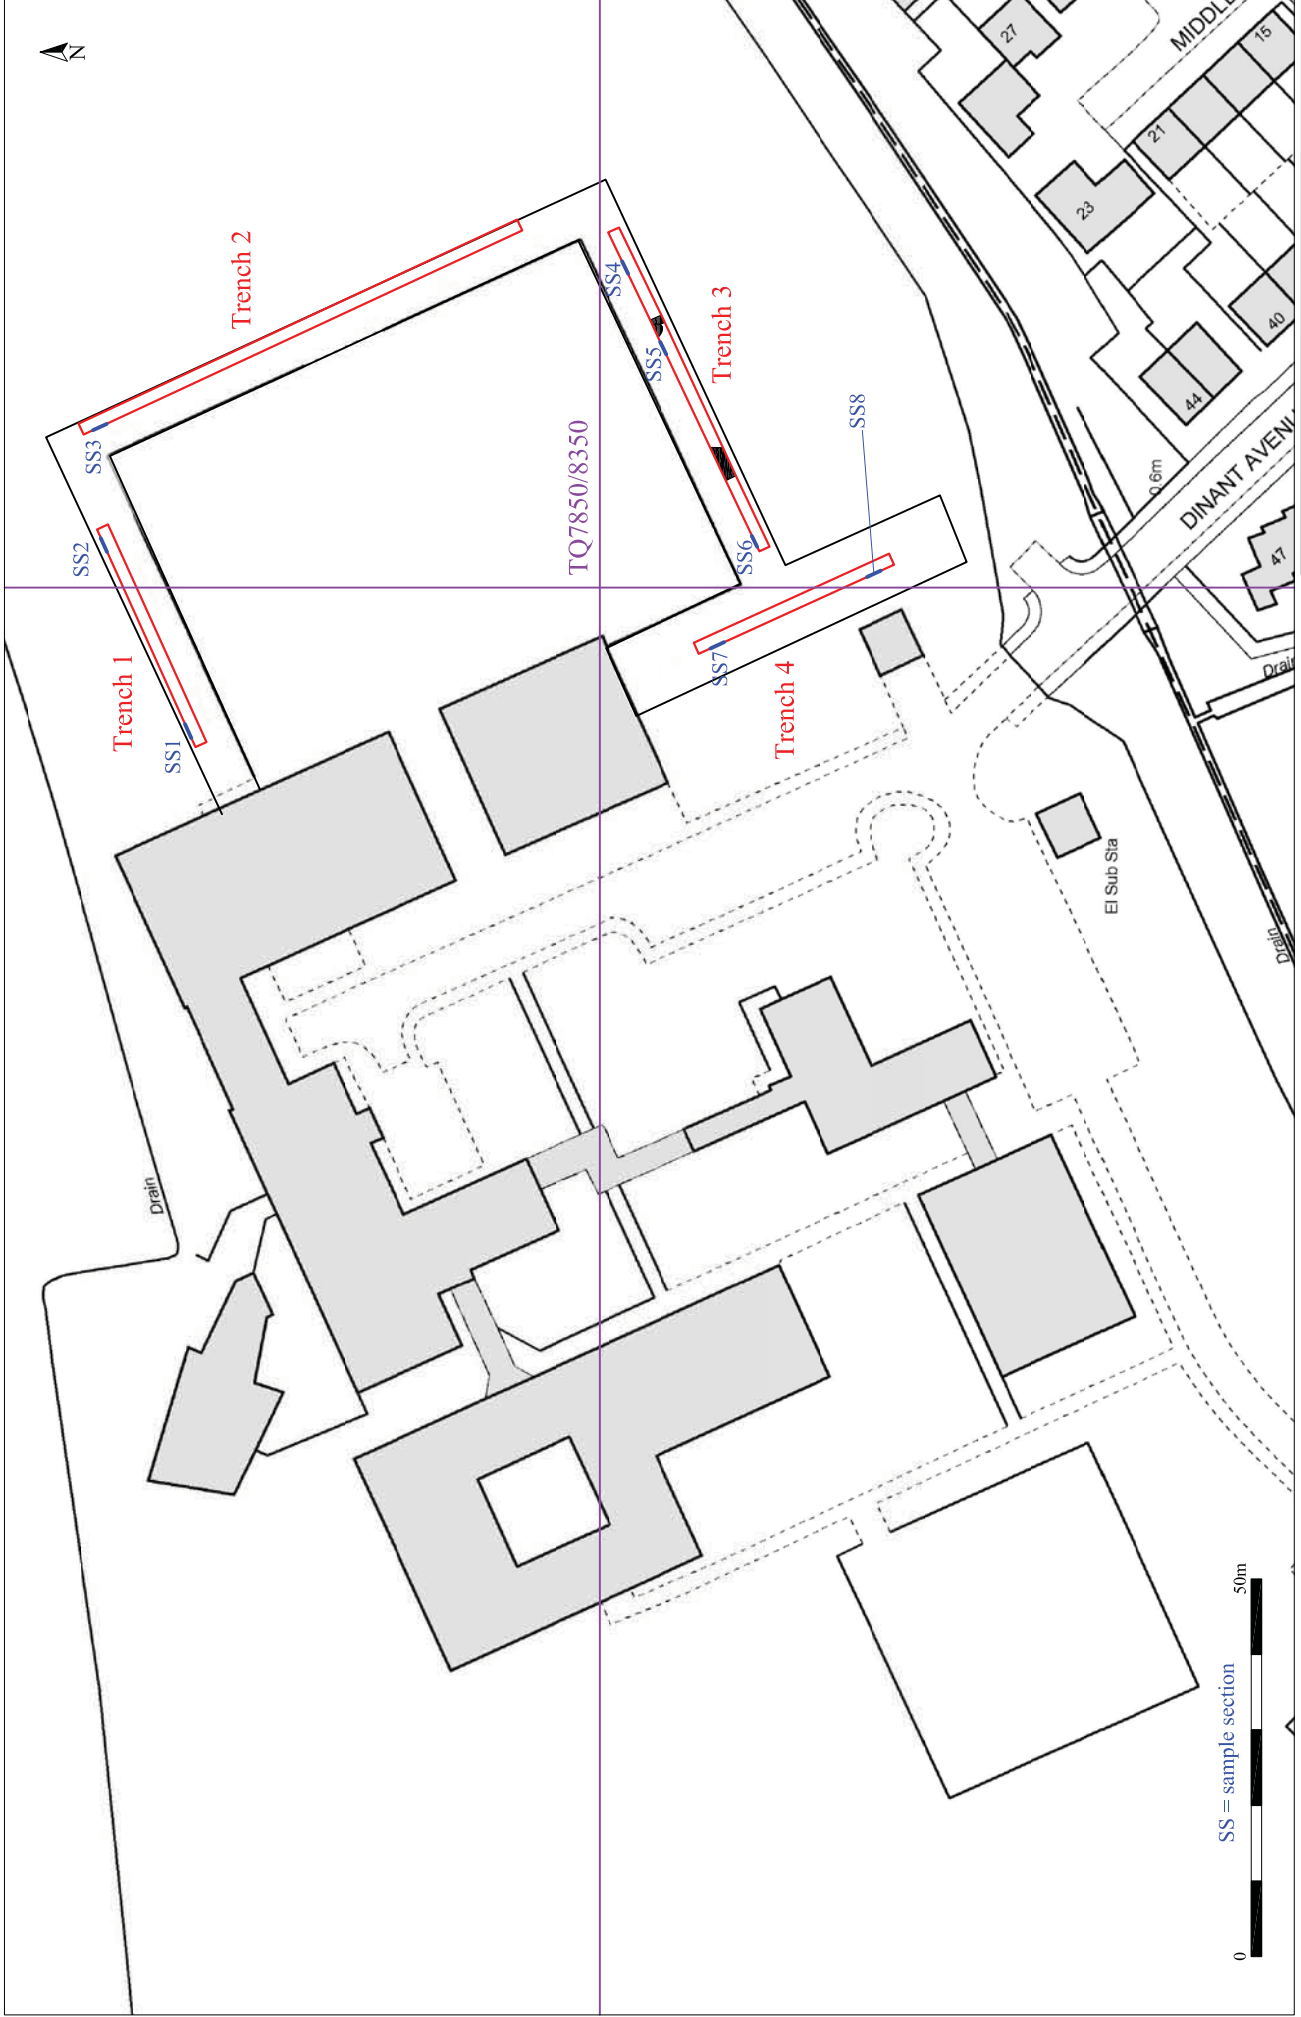 N
27
MIDDL
15
21
23
40
44
47
DINANT AVENU
0.6m
Drain
Drain
Drain
El Sub Sta
Trench 1
Trench 2
Trench 3
Trench 4
SS1
SS2
SS3
SS4
SS5
SS6
SS7
SS8
TQ7850/8350
SS = sample section
0
50m